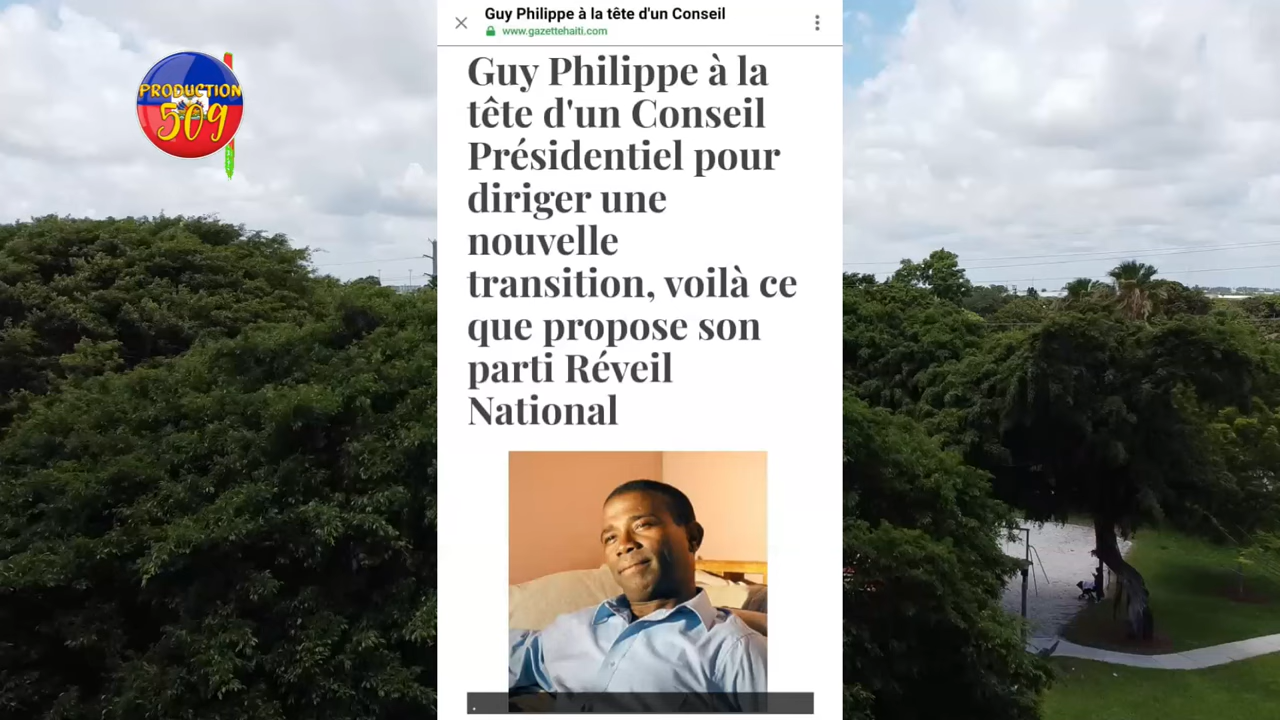 Guy Philippe à la tête d'un Conseil
www.gazettehaiti.com
PRODUCTION
509
Guy Philippe à la
tête d'un Conseil
Présidentiel pour
diriger une
nouvelle
transition, voilà ce
que propose son
parti Réveil
National